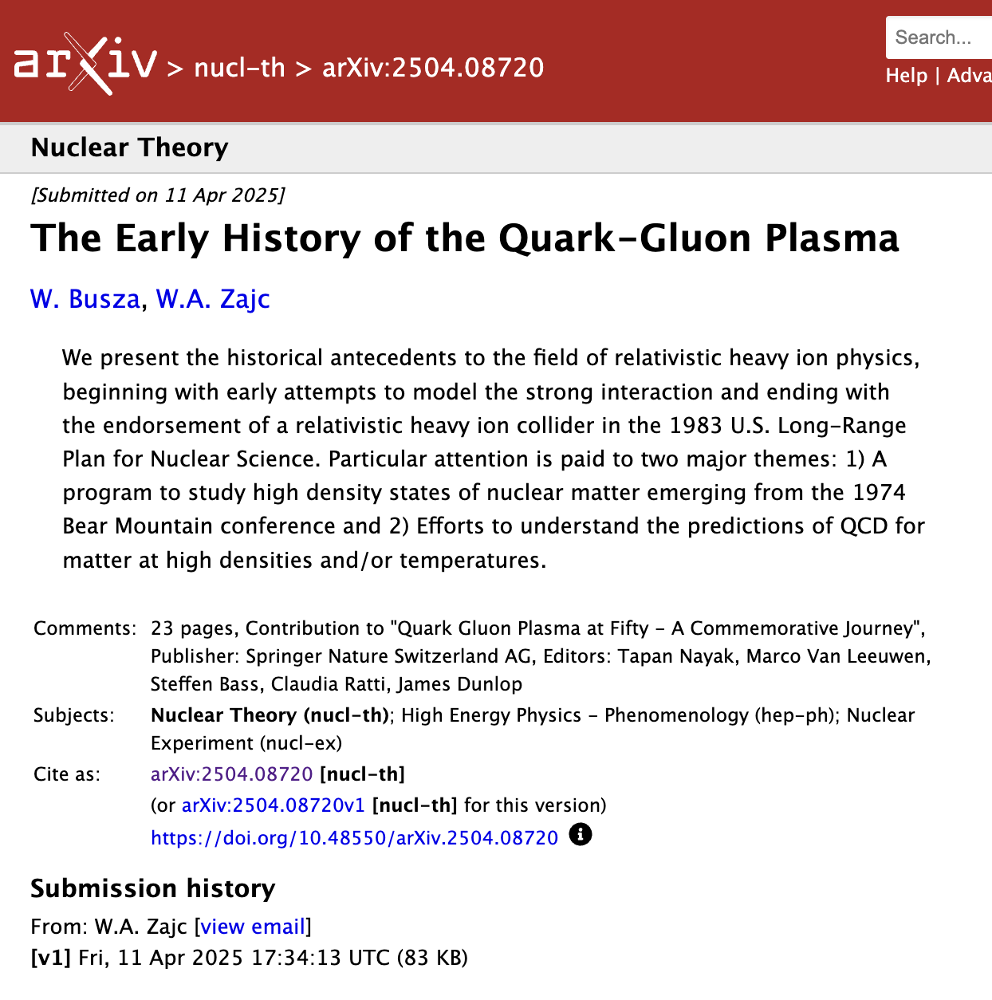 arXiv > nucl-th > arXiv:2504.08720
Search...
Help | Adva
Nuclear Theory
[Submitted on 11 Apr 2025]
The Early History of the Quark-Gluon Plasma
W. Busza, W.A. Zajc
We present the historical antecedents to the field of relativistic heavy ion physics,
beginning with early attempts to model the strong interaction and ending with
the endorsement of a relativistic heavy ion collider in the 1983 U.S. Long-Range
Plan for Nuclear Science. Particular attention is paid to two major themes: 1) A
program to study high density states of nuclear matter emerging from the 1974
Bear Mountain conference and 2) Efforts to understand the predictions of QCD for
matter at high densities and/or temperatures.
Comments: 23 pages, Contribution to "Quark Gluon Plasma at Fifty - A Commemorative Journey",
Publisher: Springer Nature Switzerland AG, Editors: Tapan Nayak, Marco Van Leeuwen,
Steffen Bass, Claudia Ratti, James Dunlop
Subjects: Nuclear Theory (nucl-th); High Energy Physics - Phenomenology (hep-ph); Nuclear
Experiment (nucl-ex)
Cite as: arXiv:2504.08720 [nucl-th]
(or arXiv:2504.08720v1 [nucl-th] for this version)
https://doi.org/10.48550/arXiv.2504.08720
Submission history
From: W.A. Zajc [view email]
[v1] Fri, 11 Apr 2025 17:34:13 UTC (83 KB)